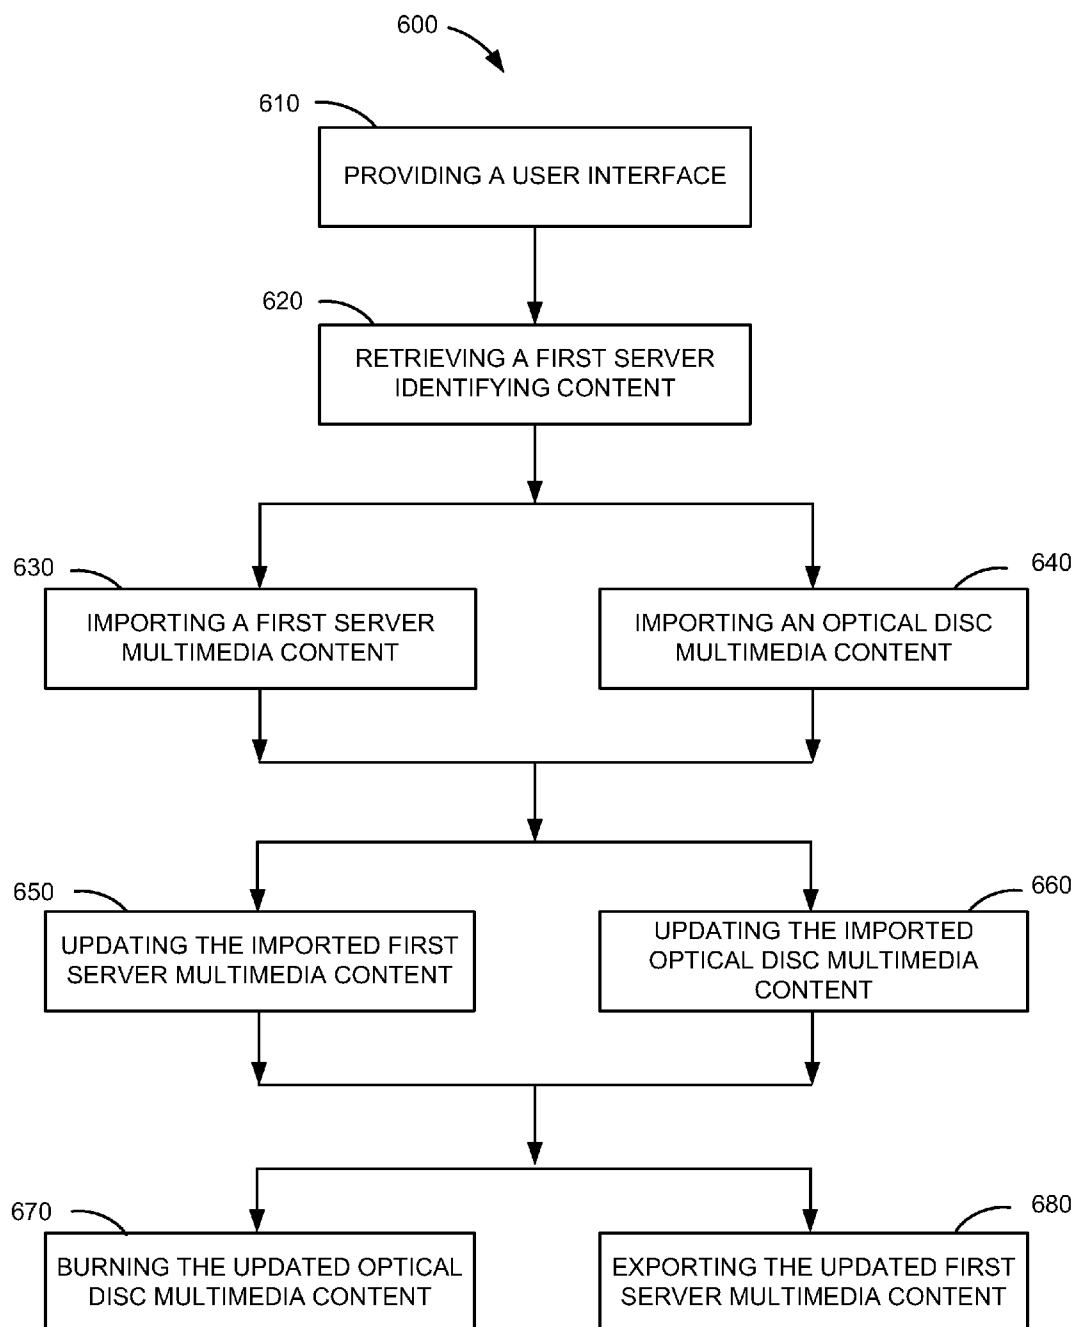 600
610
PROVIDING A USER INTERFACE
620
RETRIEVING A FIRST SERVER
IDENTIFYING CONTENT
630
IMPORTING A FIRST SERVER
MULTIMEDIA CONTENT
640
IMPORTING AN OPTICAL DISC
MULTIMEDIA CONTENT
650
UPDATING THE IMPORTED FIRST
SERVER MULTIMEDIA CONTENT
660
UPDATING THE IMPORTED
OPTICAL DISC MULTIMEDIA
CONTENT
670
BURNING THE UPDATED OPTICAL
DISC MULTIMEDIA CONTENT
680
EXPORTING THE UPDATED FIRST
SERVER MULTIMEDIA CONTENT